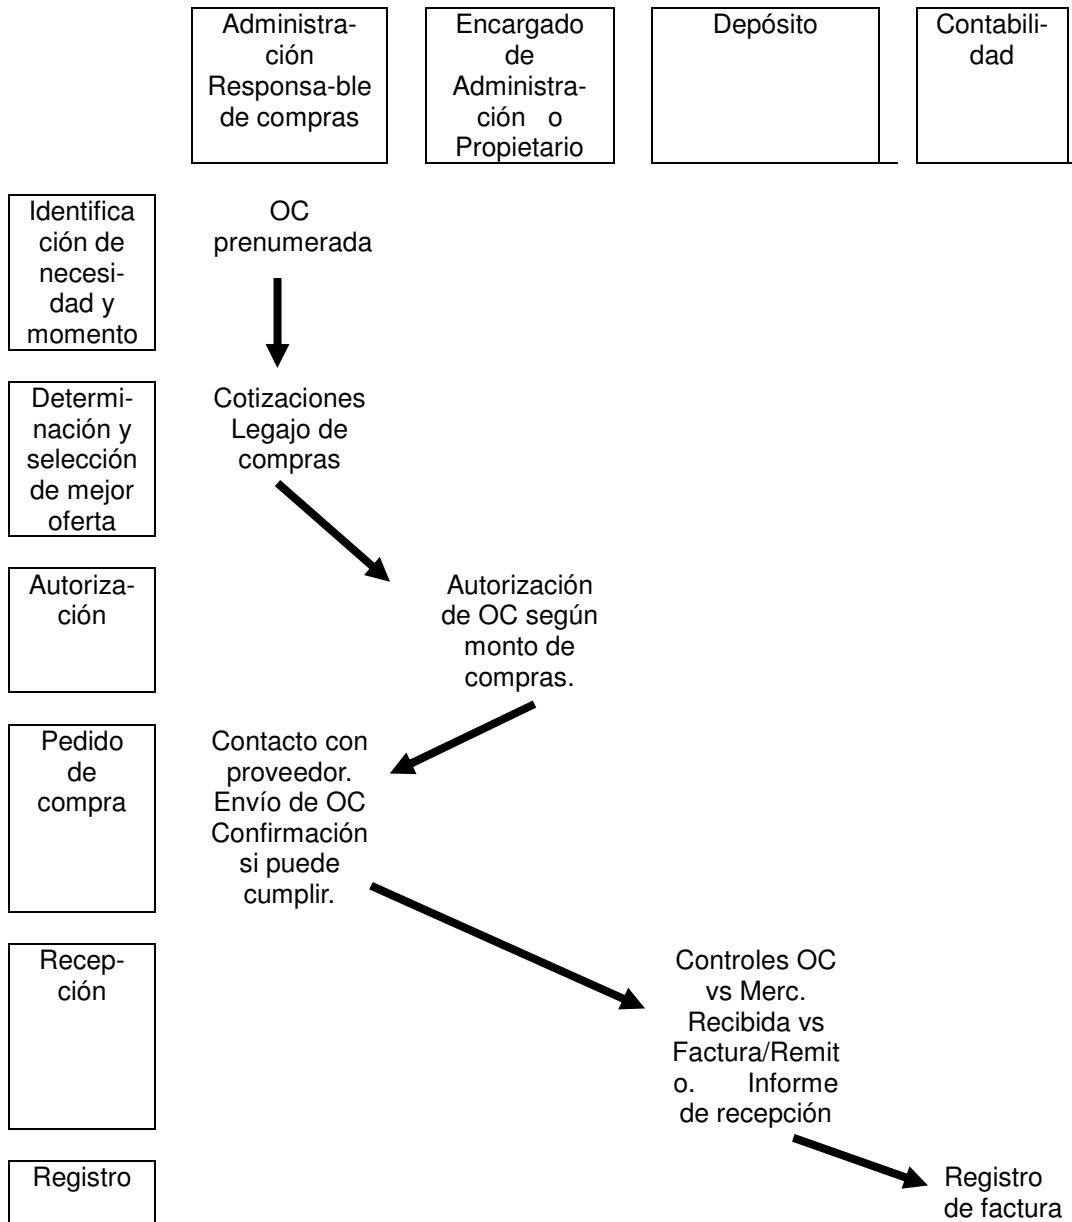 Administra-
ción
Responsa-ble
de compras
Encargado
de
Administra-
ción o
Propietario
Depósito
Contabili-
dad
Identifica
ción de
necesi-
dad y
momento
OC
prenumerada
Determi-
nación y
selección
de mejor
oferta
Cotizaciones
Legajo de
compras
Autoriza-
ción
Autorización
de OC según
monto de
compras.
Pedido
de
compra
Contacto con
proveedor.
Envío de OC
Confirmación
si puede
cumplir.
Recep-
ción
Controles OC
vs Merc.
Recibida vs
Factura/Remit
o. Informe
de recepción
Registro
Registro
de factura